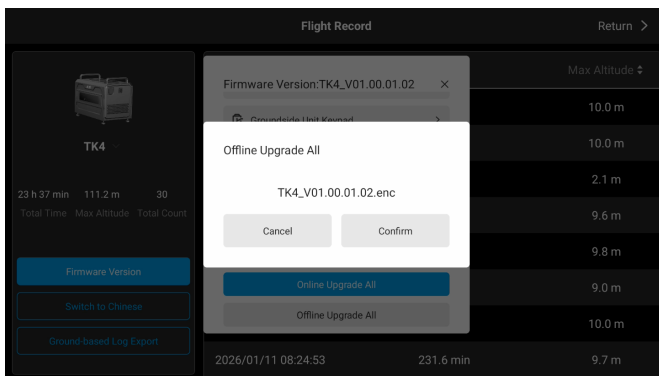 Flight Record
Return >
TK4
23 h 37 min 111.2 m 30
Total Time Max Altitude Total Count
Firmware Version
Switch to Chinese
Ground-based Log Export
Firmware Version:TK4_V01.00.01.02 ×
Groundside Unit Keypad >
Offline Upgrade All
TK4_V01.00.01.02.enc
Cancel Confirm
Online Upgrade All
Offline Upgrade All
Max Altitude
10.0 m
10.0 m
2.1 m
9.6 m
9.8 m
9.0 m
10.0 m
2026/01/11 08:24:53 231.6 min 9.7 m